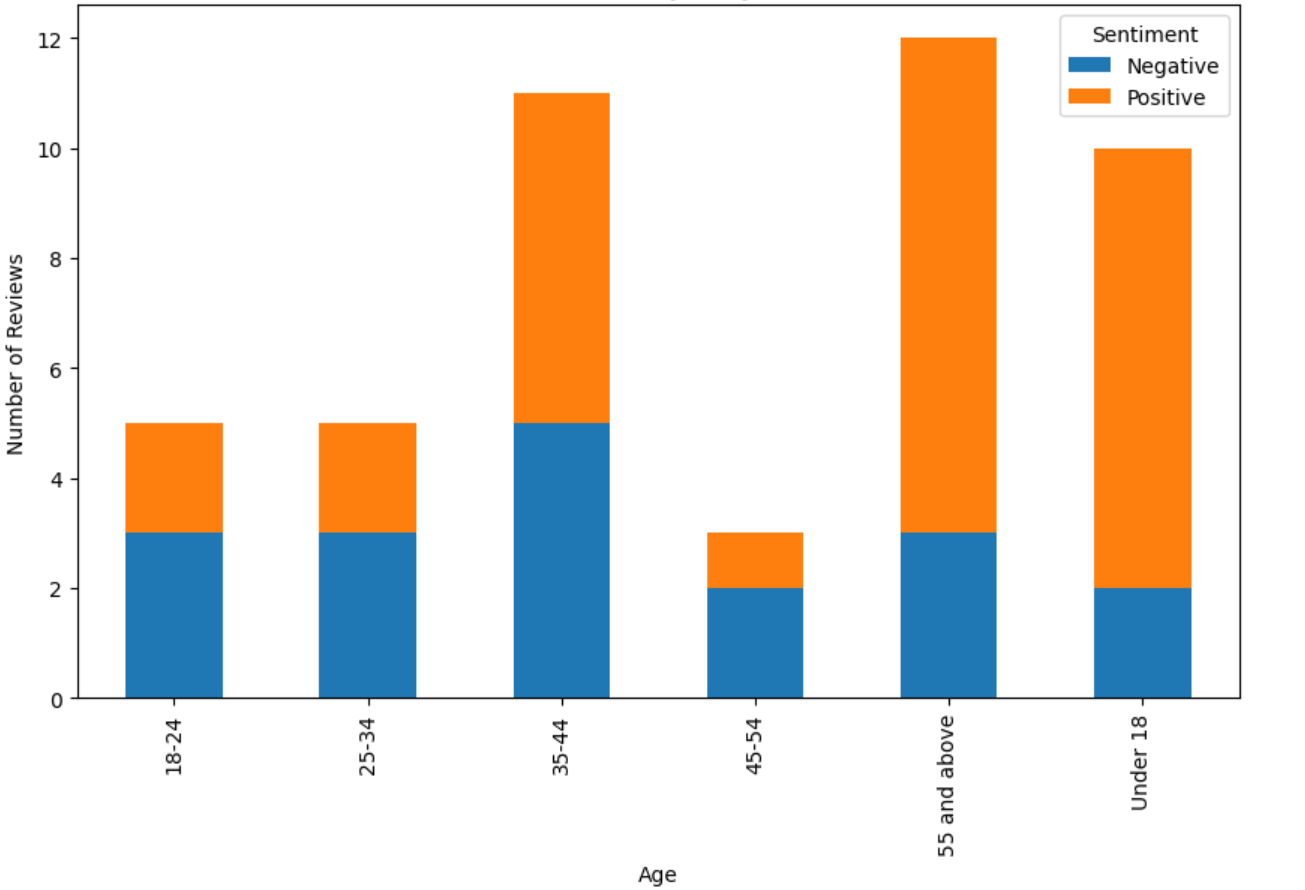 Sentiment
Negative
Positive
12
10
8
6
4
2
0
Number of Reviews
18-24
25-34
35-44
45-54
55 and above
Under 18
Age